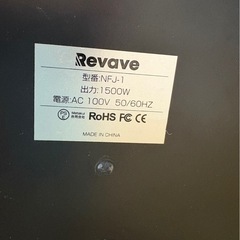 Revave
型番:NFJ-1
出力:1500W
電源:AC 100V 50/60HZ
RoHS FC CE
MADE IN CHINA